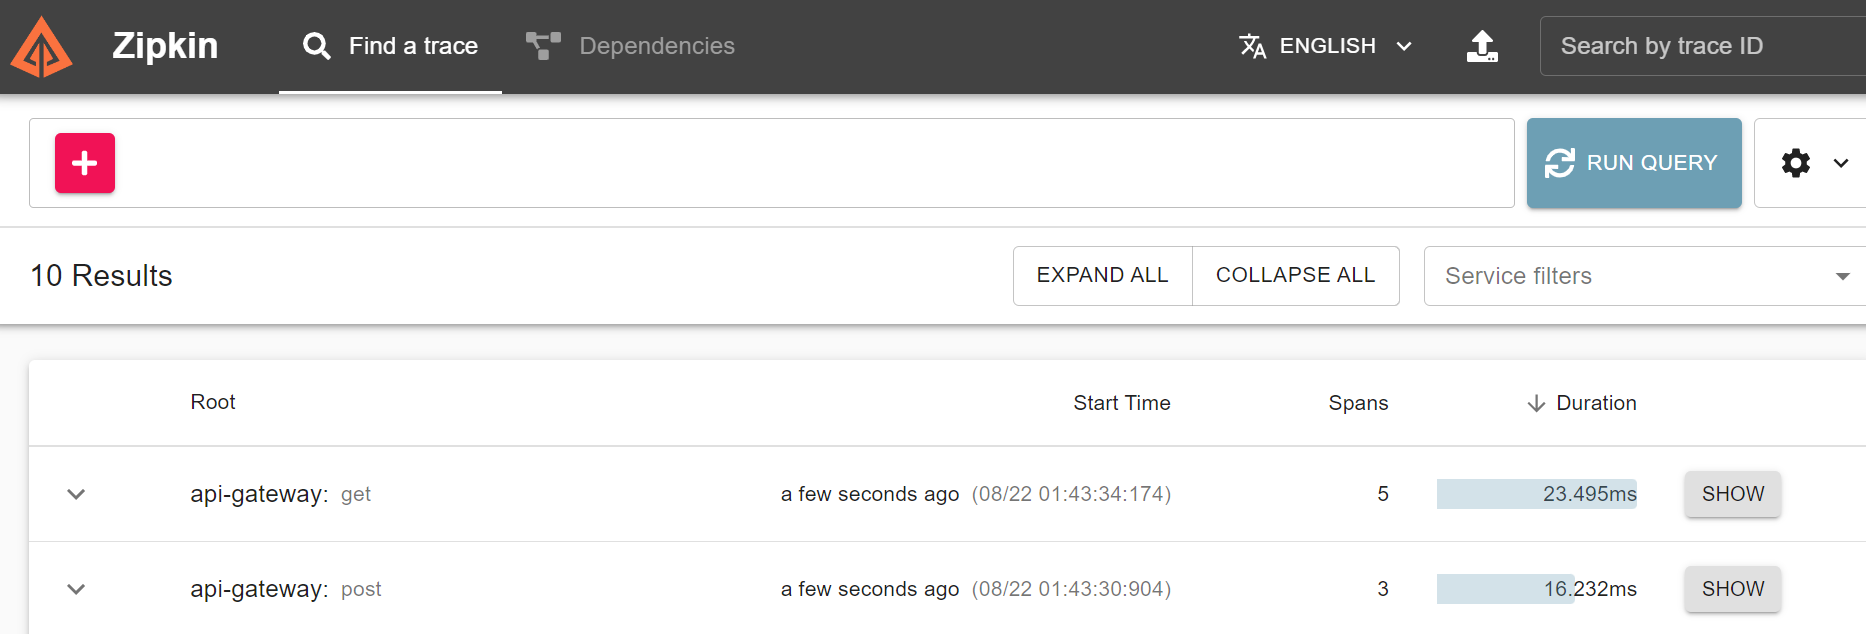 Zipkin Find a trace Dependencies ENGLISH Search by trace ID
RUN QUERY
10 Results EXPAND ALL COLLAPSE ALL Service filters
Root Start Time Spans Duration
api-gateway: get a few seconds ago (08/22 01:43:34:174) 5 23.495ms SHOW
api-gateway: post a few seconds ago (08/22 01:43:30:904) 3 16.232ms SHOW